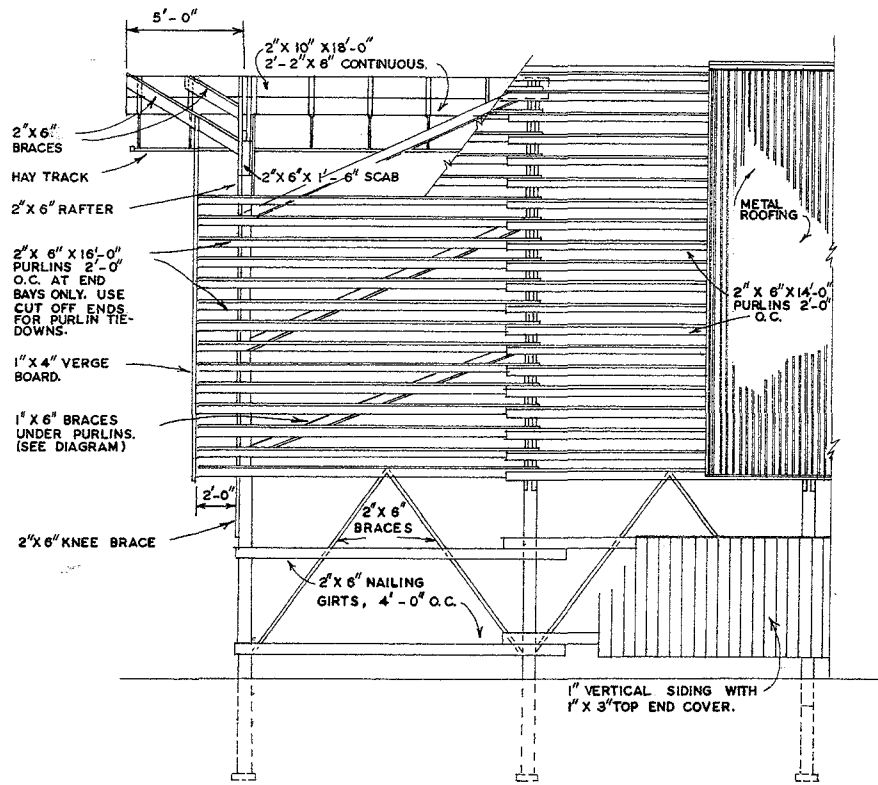 5'-0"
2"X 10" X 18'-0"
2'-2"X 8" CONTINUOUS.
2"X 6"
BRACES
HAY TRACK
2"X 6"X 1'-6" SCAB
2"X 6" RAFTER
METAL
ROOFING
2"X 6"X 16'-0"
PURLINS 2'-0"
O.C. AT END
BAYS ONLY. USE
CUT OFF ENDS
FOR PURLIN TIE-
DOWNS.
2"X 6"X 14'-0"
PURLINS 2'-0"
O.C.
1"X 4" VERGE
BOARD.
1"X 6" BRACES
UNDER PURLINS.
(SEE DIAGRAM)
2'-0"
2"X 6"
BRACES
2"X 6" KNEE BRACE
2"X 6" NAILING
GIRTS, 4'-0" O.C.
1" VERTICAL SIDING WITH
1" X 3" TOP END COVER.